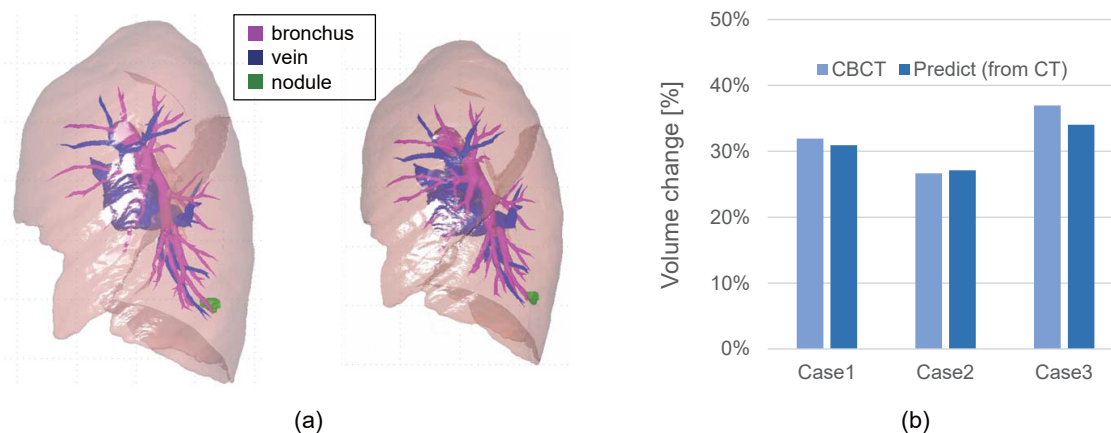 bronchus
vein
nodule
(a)
50%
40%
30%
20%
10%
0%
Volume change [%]
CBCT
Predict (from CT)
Case1
Case2
Case3
(b)